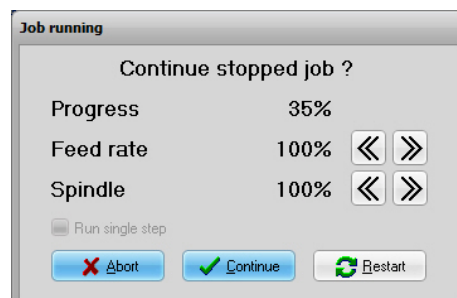 Job running
Continue stopped job ?
Progress 35%
Feed rate 100%
Spindle 100%
Run single step
Abort Continue Restart